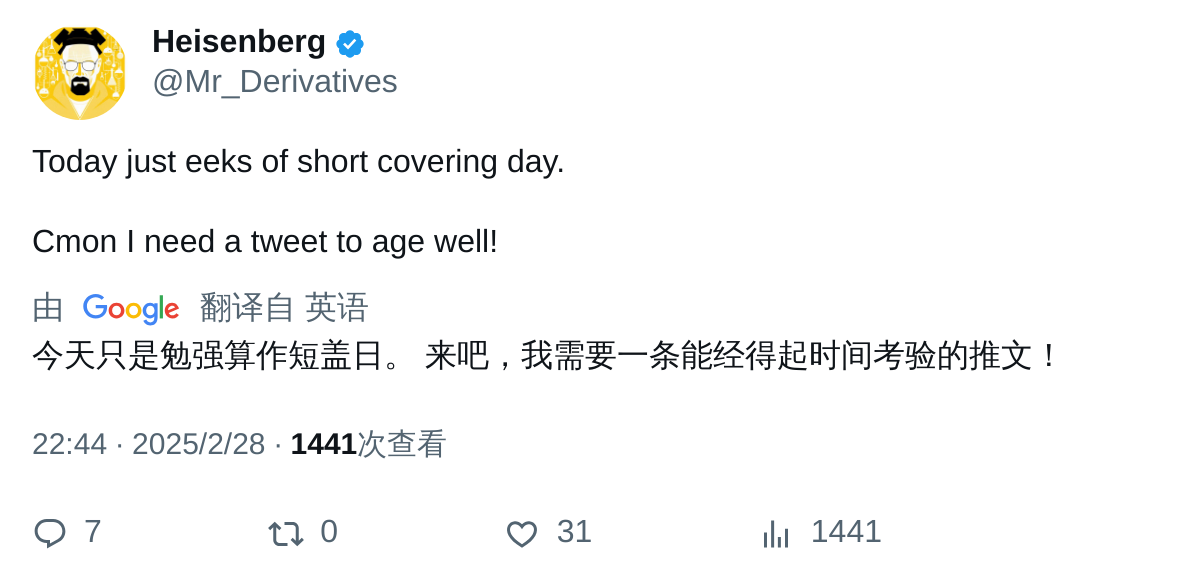 Heisenberg
@Mr_Derivatives
Today just eeks of short covering day.
Cmon I need a tweet to age well!
由 Google 翻译自 英语
今天只是勉强算作短盖日。 来吧，我需要一条能经得起时间考验的推文！
22:44 · 2025/2/28 · 1441次查看
7 0 31 1441